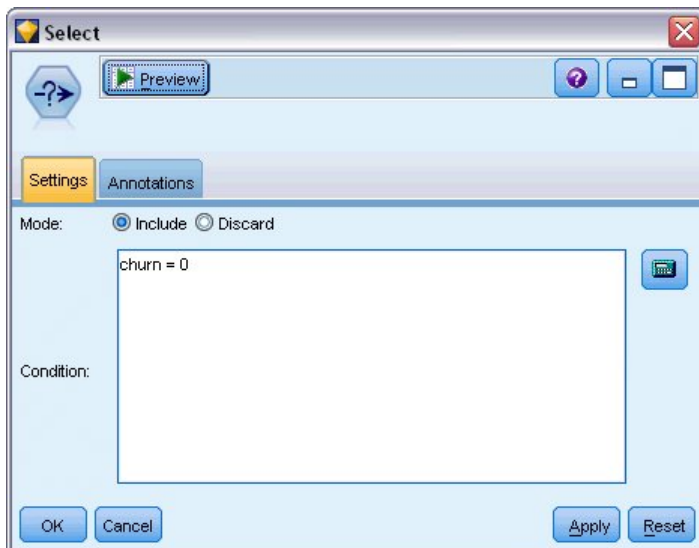 Select
Preview
Settings
Annotations
Mode:
Include
Discard
churn = 0
Condition:
OK
Cancel
Apply
Reset